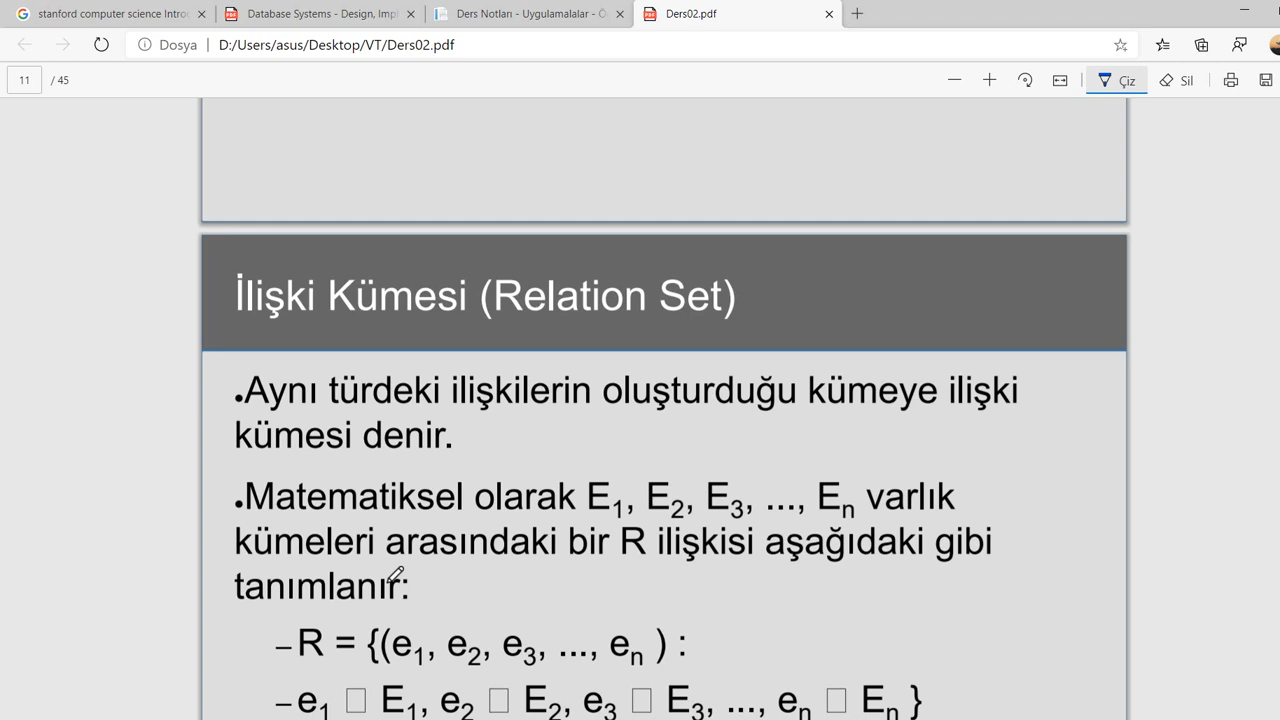 stanford computer science Intro
Database Systems - Design, Imp
Ders Notları - Uygulamalalar - Ö
Ders02.pdf
Dosya
D:/Users/asus/Desktop/VT/Ders02.pdf
11 / 45
Çiz
Sil
İlişki Kümesi (Relation Set)
•Aynı türdeki ilişkilerin oluşturduğu kümeye ilişki
kümesi denir.
•Matematiksel olarak E1, E2, E3, ..., En varlık
kümeleri arasındaki bir R ilişkisi aşağıdaki gibi
tanımlanır:
–R = {(e1, e2, e3, ..., en ) :
–e1 □ E1, e2 □ E2, e3 □ E3, ..., en □ En }